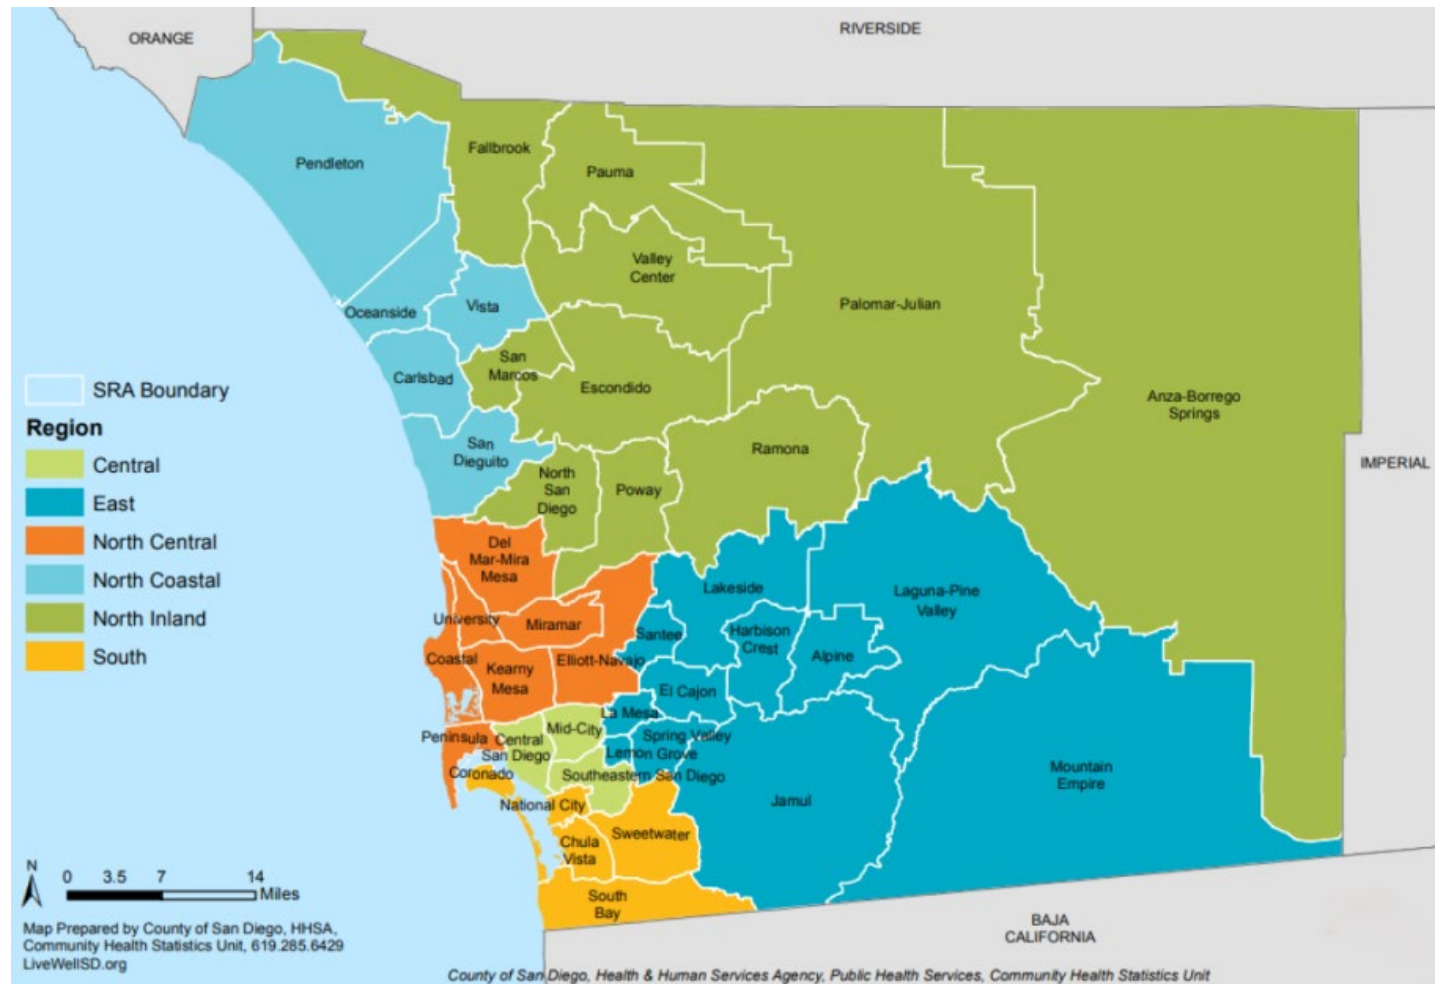 ORANGE
RIVERSIDE
Pendleton
Fallbrook
Pauma
Valley
Center
Palomar-Julian
Oceanside
Vista
San
Marcos
Carlsbad
Escondido
Anza-Borrego
Springs
IMPERIAL
San
Dieguito
Ramona
North
San
Diego
Poway
Del
Mar-Mira
Mesa
Lakeside
Laguna-Pine
Valley
University
Miramar
Santee
Harbison
Crest
Alpine
Coastal
Kearny
Mesa
Elliott-Navajo
El Cajon
La Mesa
Mid-City
Peninsula
Central
San Diego
Spring Valley
Lemon Grove
Coronado
Southeastern San Diego
Mountain
Empire
National City
Jamul
Chula
Vista
Sweetwater
South
Bay
BAJA
CALIFORNIA
SRA Boundary
Region
Central
East
North Central
North Coastal
North Inland
South
N
0 3.5 7 14
Miles
Map Prepared by County of San Diego, HHSA,
Community Health Statistics Unit, 619.285.6429
LiveWellSD.org
County of San Diego, Health & Human Services Agency, Public Health Services, Community Health Statistics Unit